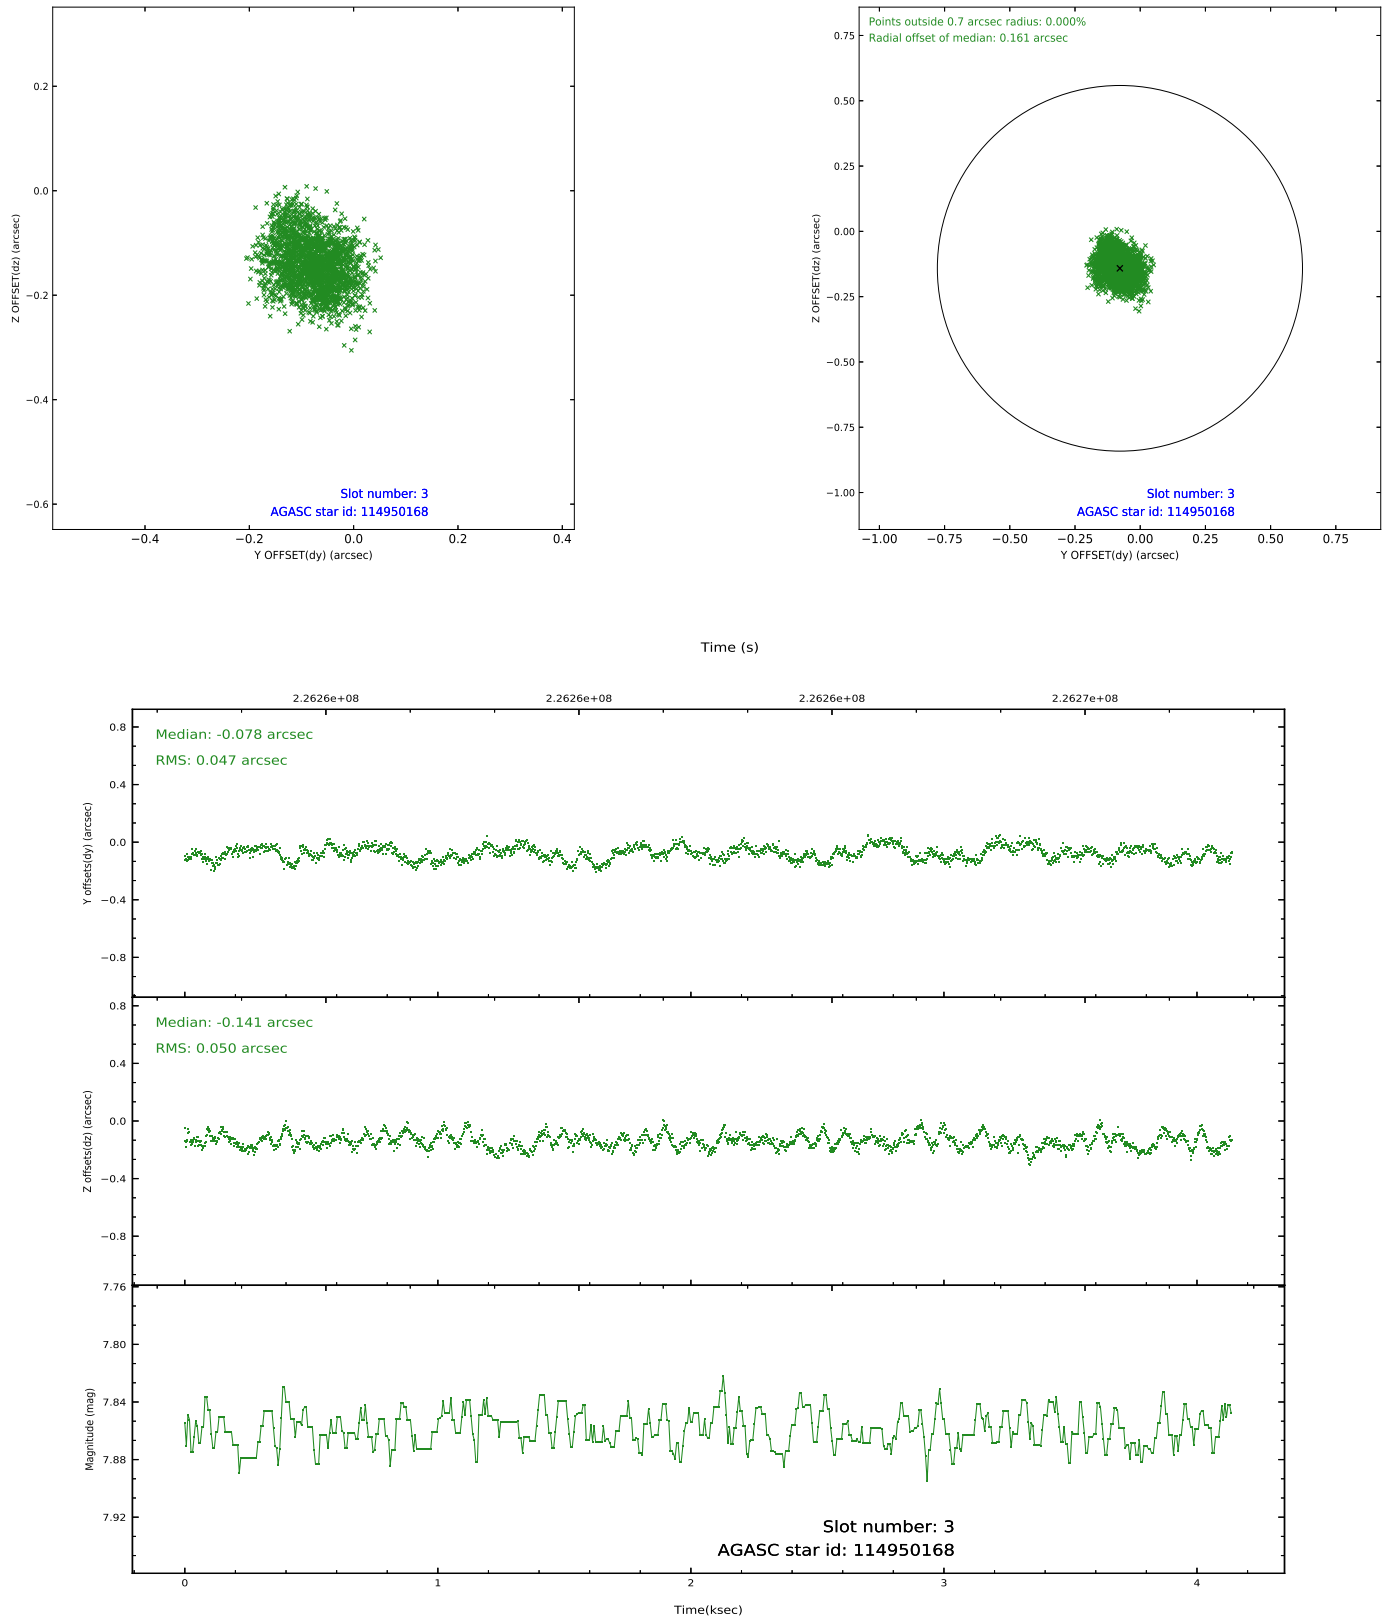 0.2
0.0
−0.2
−0.4
−0.6
Z OFFSET(dz) (arcsec)
Slot number: 3
AGASC star id: 114950168
−0.4 −0.2 0.0 0.2 0.4
Y OFFSET(dy) (arcsec)
Points outside 0.7 arcsec radius: 0.000%
Radial offset of median: 0.161 arcsec
0.75
0.50
0.25
0.00
−0.25
−0.50
−0.75
−1.00
Z OFFSET(dz) (arcsec)
Slot number: 3
AGASC star id: 114950168
−1.00 −0.75 −0.50 −0.25 0.00 0.25 0.50 0.75
Y OFFSET(dy) (arcsec)
Time (s)
2.2626e+08 2.2626e+08 2.2626e+08 2.2627e+08
Median: -0.078 arcsec
RMS: 0.047 arcsec
0.8
0.4
0.0
−0.4
−0.8
Y offsets(dy) (arcsec)
Median: -0.141 arcsec
RMS: 0.050 arcsec
0.8
0.4
0.0
−0.4
−0.8
Z offsets(dz) (arcsec)
7.76
7.80
7.84
7.88
7.92
Magnitude (mag)
Slot number: 3
AGASC star id: 114950168
0 1 2 3 4
Time(ksec)